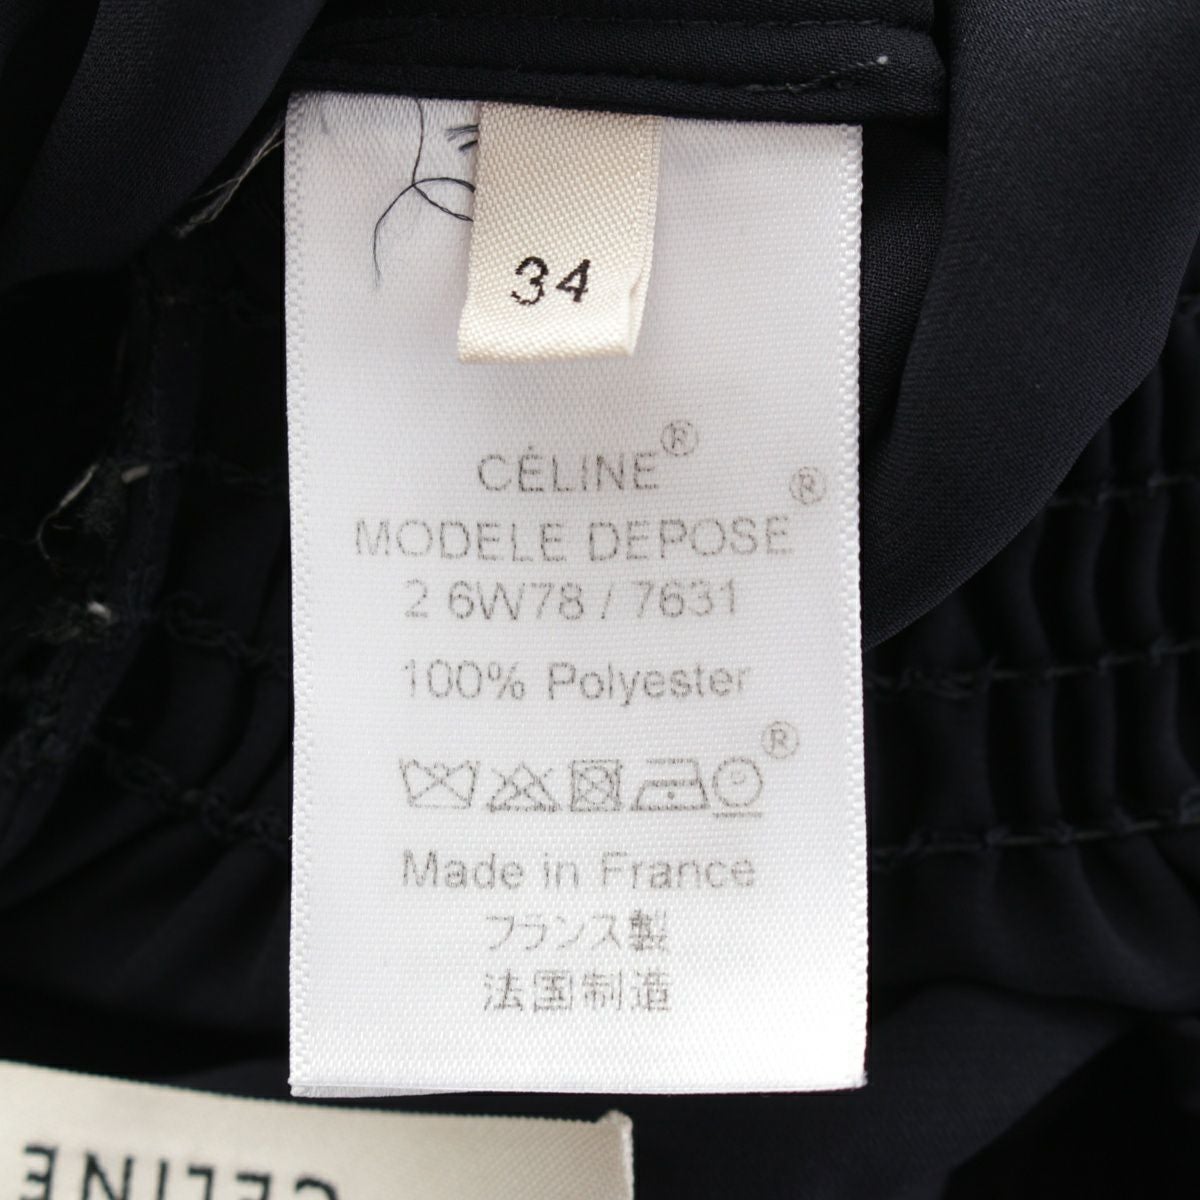 34
CÉLINE®
MODELE DEPOSE®
2 6W78 / 7631
100% Polyester
®
Made in France
フランス製
法国制造
CELINE